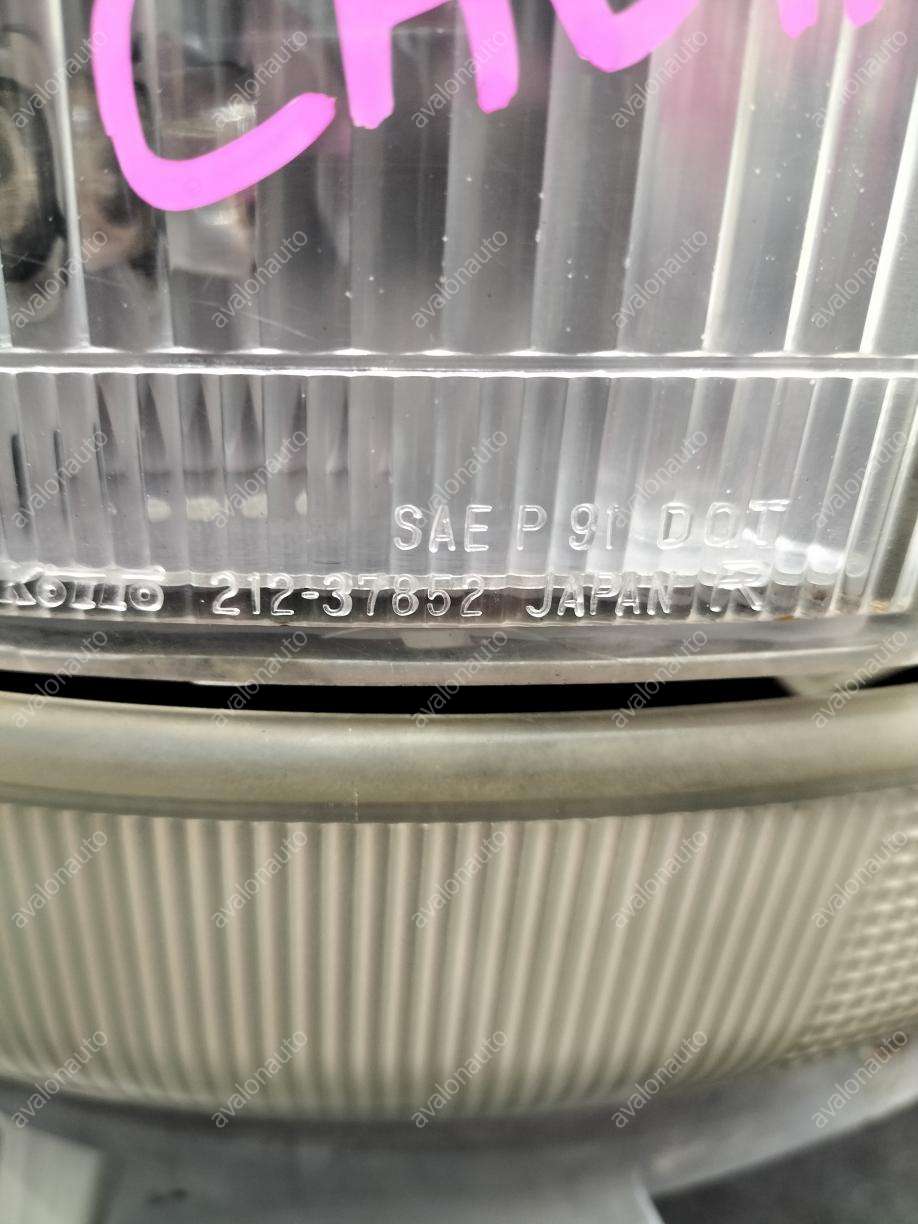 SAE P 91 DOT
KOITO 212-37852 JAPAN R
avalonauto